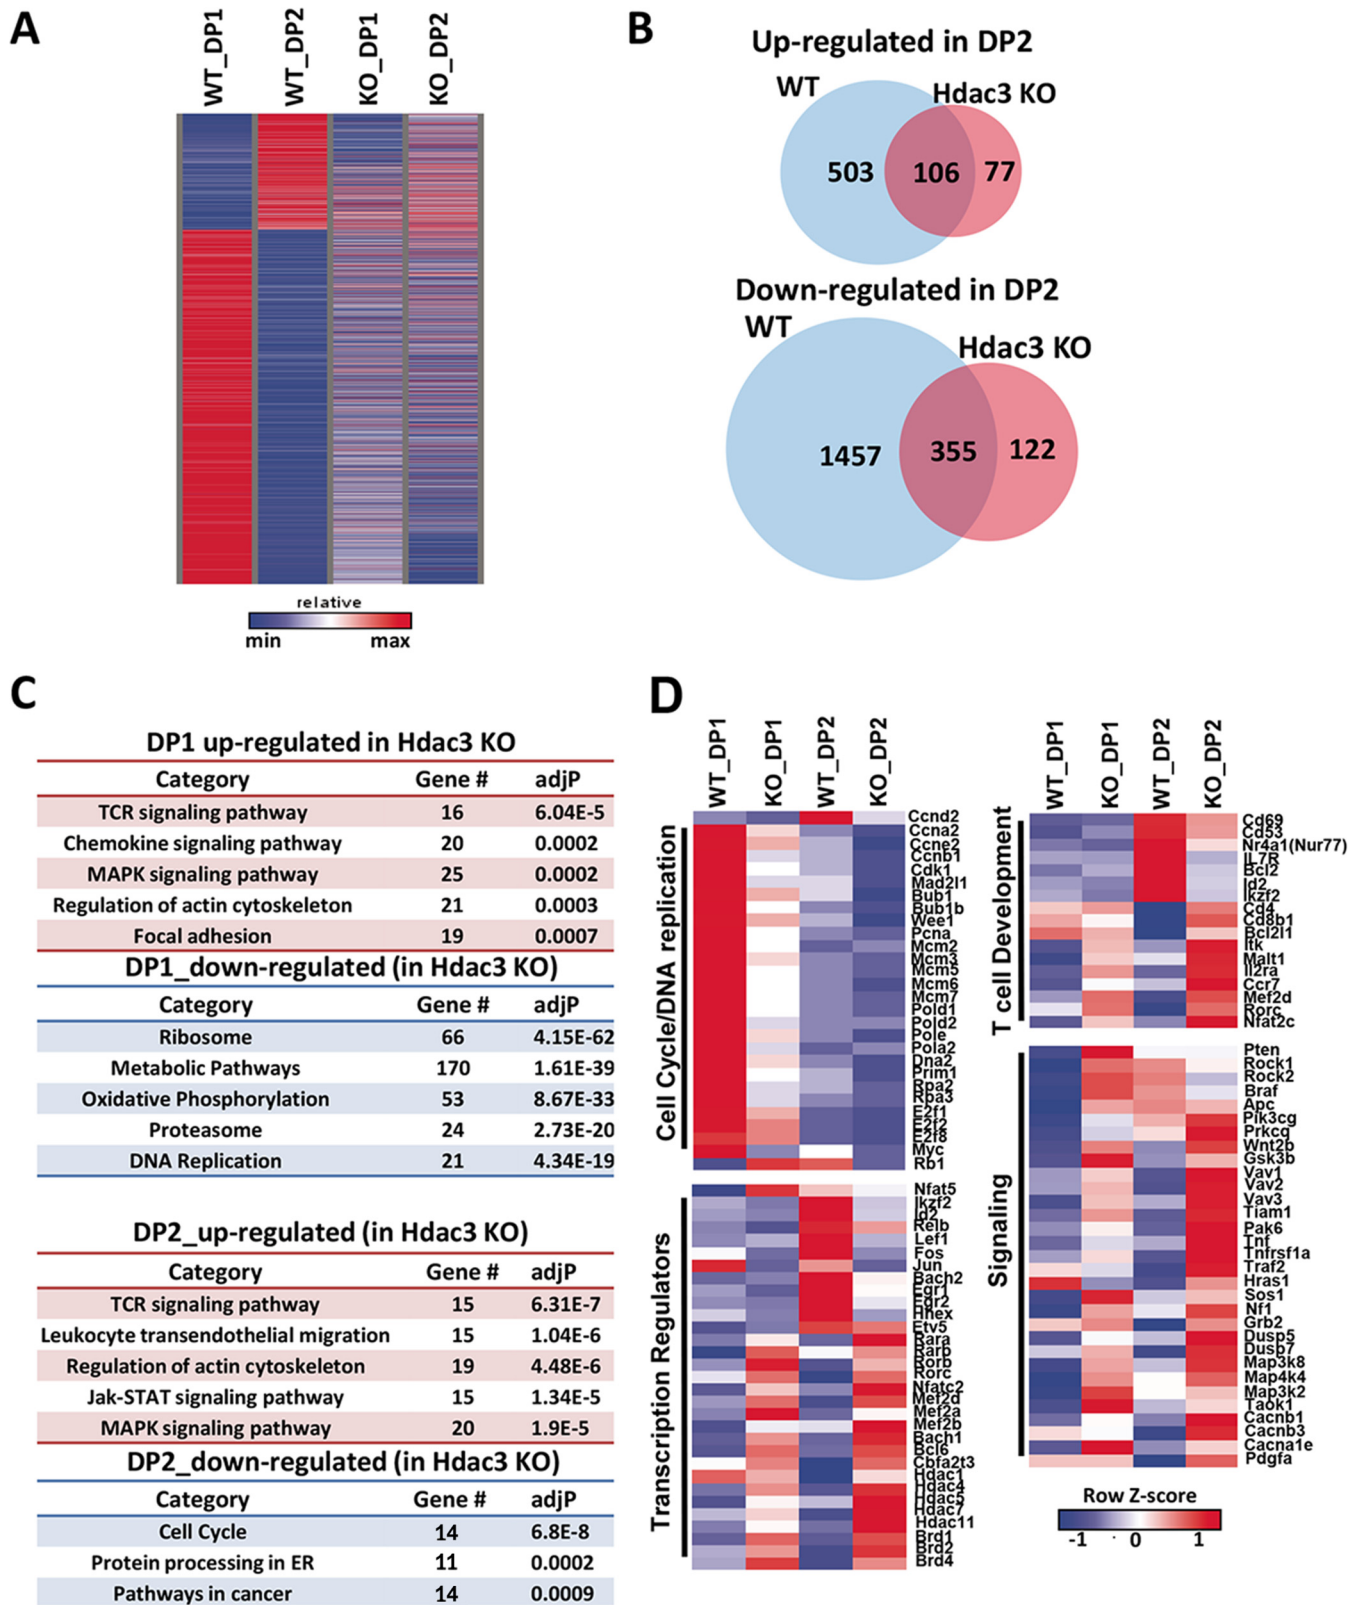 A
WT_DP1
WT_DP2
KO_DP1
KO_DP2
relative
min max
B
Up-regulated in DP2
WT
Hdac3 KO
503 106 77
Down-regulated in DP2
WT
Hdac3 KO
1457 355 122
C
DP1 up-regulated in Hdac3 KO
Category Gene # adjP
TCR signaling pathway 16 6.04E-5
Chemokine signaling pathway 20 0.0002
MAPK signaling pathway 25 0.0002
Regulation of actin cytoskeleton 21 0.0003
Focal adhesion 19 0.0007
DP1_down-regulated (in Hdac3 KO)
Category Gene # adjP
Ribosome 66 4.15E-62
Metabolic Pathways 170 1.61E-39
Oxidative Phosphorylation 53 8.67E-33
Proteasome 24 2.73E-20
DNA Replication 21 4.34E-19
DP2_up-regulated (in Hdac3 KO)
Category Gene # adjP
TCR signaling pathway 15 6.31E-7
Leukocyte transendothelial migration 15 1.04E-6
Regulation of actin cytoskeleton 19 4.48E-6
Jak-STAT signaling pathway 15 1.34E-5
MAPK signaling pathway 20 1.9E-5
DP2_down-regulated (in Hdac3 KO)
Category Gene # adjP
Cell Cycle 14 6.8E-8
Protein processing in ER 11 0.0002
Pathways in cancer 14 0.0009
D
WT_DP1
KO_DP1
WT_DP2
KO_DP2
Cell Cycle/DNA replication
Ccnd2
Ccna2
Ccne2
Ccnb1
Cdk1
Mad2l1
Bub1
Bub1b
Wee1
Pcna
Mcm2
Mcm3
Mcm5
Mcm6
Mcm7
Pold1
Pold2
Pole
Pola2
Dna2
Prim1
Rpa2
Rpa3
E2f1
E2f2
E2f8
Myc
Rb1
Transcription Regulators
Nfat5
Ikzf2
Id2
Relb
Lef1
Fos
Jun
Bach2
Egr1
Egr2
Hhex
Etv5
Rara
Rarb
Rorb
Rorc
Nfatc2
Mef2d
Mef2a
Mef2b
Bach1
Bcl6
Cbfa2t3
Hdac1
Hdac4
Hdac5
Hdac7
Hdac11
Brd1
Brd2
Brd4
WT_DP1
KO_DP1
WT_DP2
KO_DP2
T cell Development
Cd69
Cd53
Nr4a1(Nur77)
IL7R
Bcl2
Id2
Ikzf2
Cd4
Cd8b1
Bcl2l1
Itk
Malt1
Il2ra
Ccr7
Mef2d
Rorc
Nfat2c
Signaling
Pten
Rock1
Rock2
Braf
Apc
Pik3cg
Prkcq
Wnt2b
Gsk3b
Vav1
Vav2
Vav3
Tiam1
Pak6
Tnf
Tnfrsf1a
Traf2
Hras1
Sos1
Nf1
Grb2
Dusp5
Dusp7
Map3k8
Map4k4
Map3k2
Taok1
Cacnb1
Cacnb3
Cacna1e
Pdgfa
Row Z-score
-1 0 1